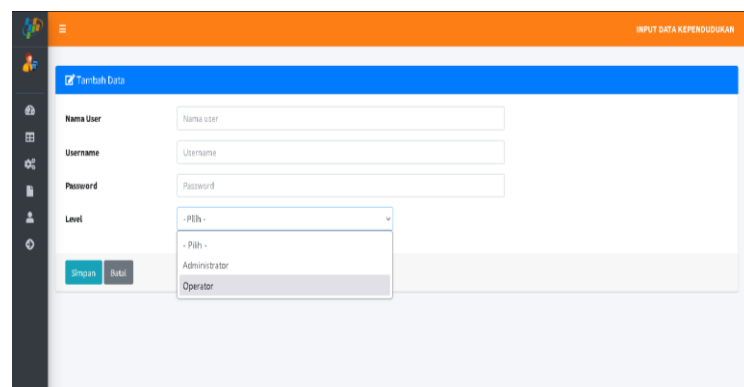 INPUT DATA KEPENDUDUKAN
Tambah Data
Nama User
Nama user
Username
Username
Password
Password
Level
- Pilih -
- Pilih -
Administrator
Operator
Simpan
Batal